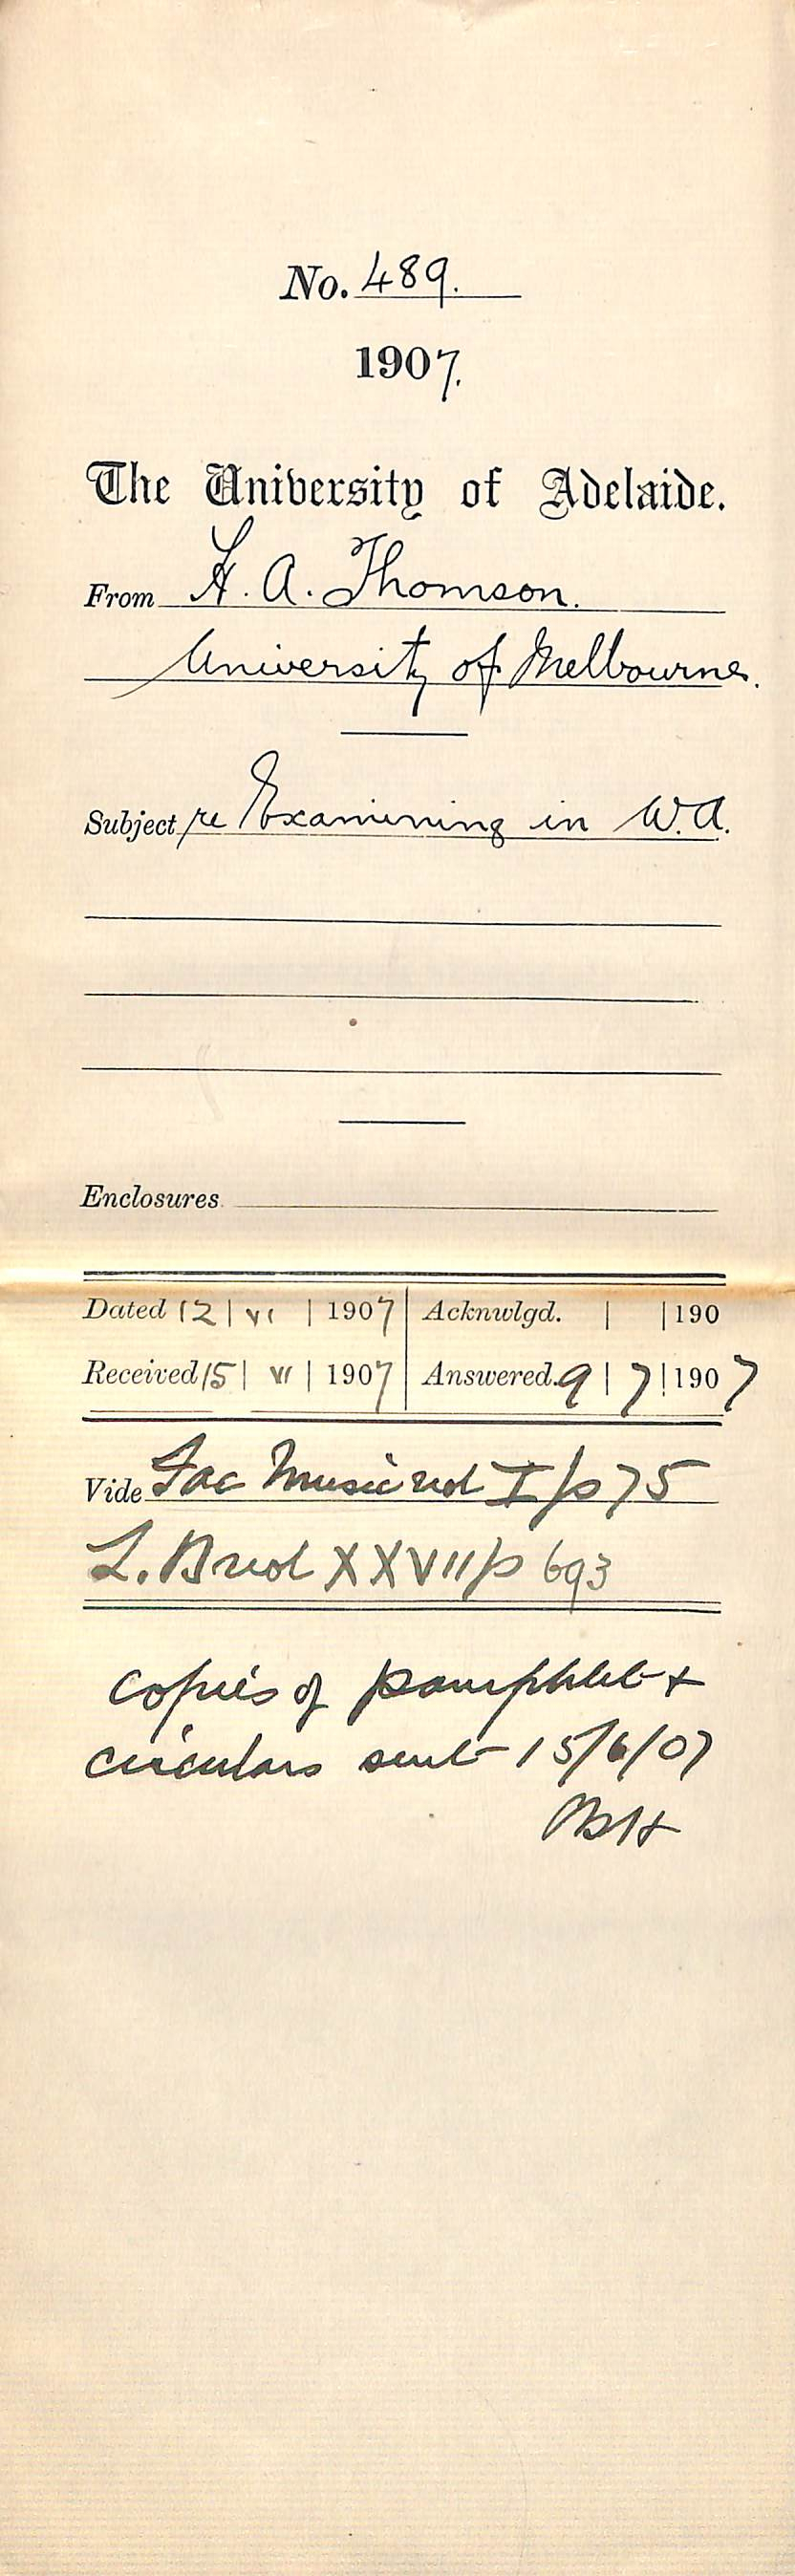 No. 489.
1907.
The University of Adelaide.
From H. A. Thomson.
University of Melbourne.
Subject re Examining in W.A.
Enclosures
Dated 12 | VI | 1907 | Acknwlgd. | | 190
Received 15 | VI | 1907 | Answered. 9 | 7 | 1907
Vide Fac Music vol I/p 75
L. B vol XXVII/p 693
copies of pamphlet +
circulars sent 15/6/07